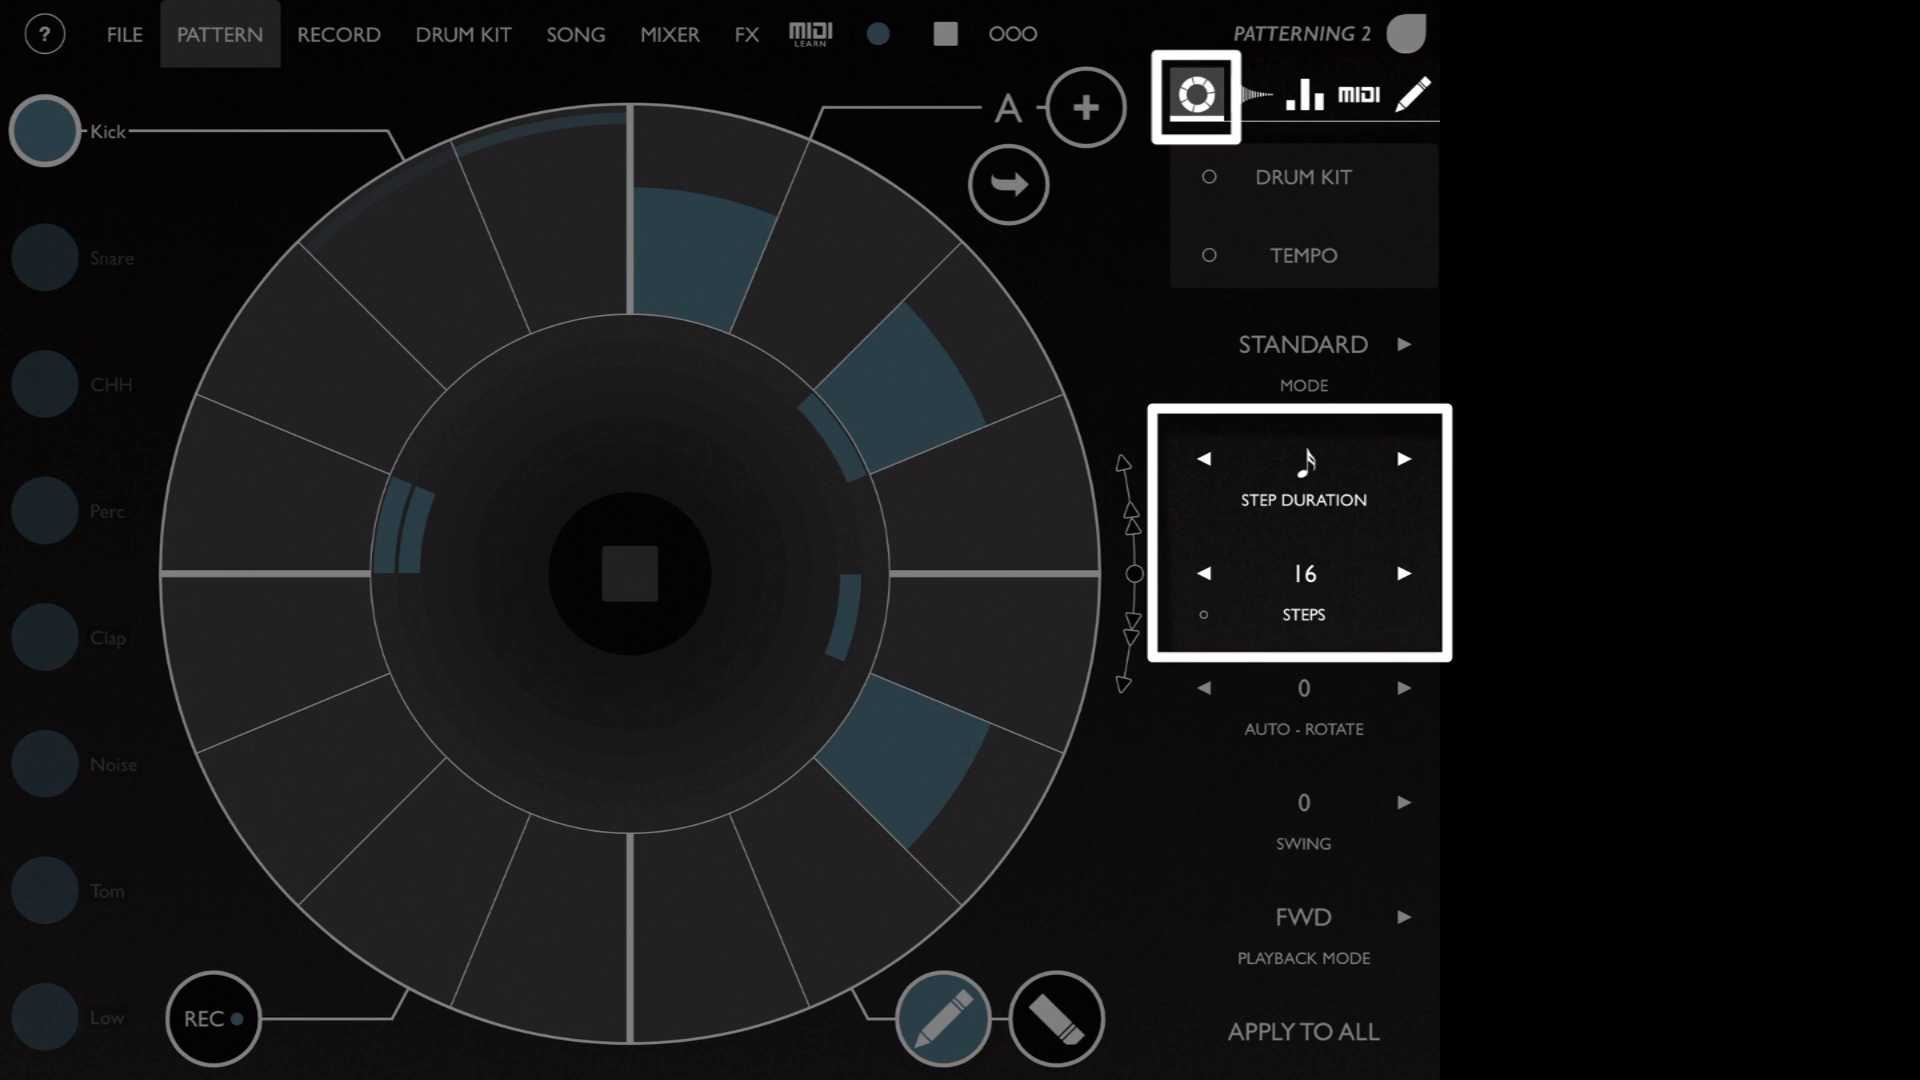 ?
FILE
PATTERN
RECORD
DRUM KIT
SONG
MIXER
FX
MIDI
LEARN
PATTERNING 2
MIDI
Kick
A
+
DRUM KIT
Snare
TEMPO
STANDARD
MODE
CHH
STEP DURATION
Perc
16
STEPS
Clap
0
AUTO - ROTATE
Noise
0
SWING
Tom
FWD
PLAYBACK MODE
Low
REC
APPLY TO ALL